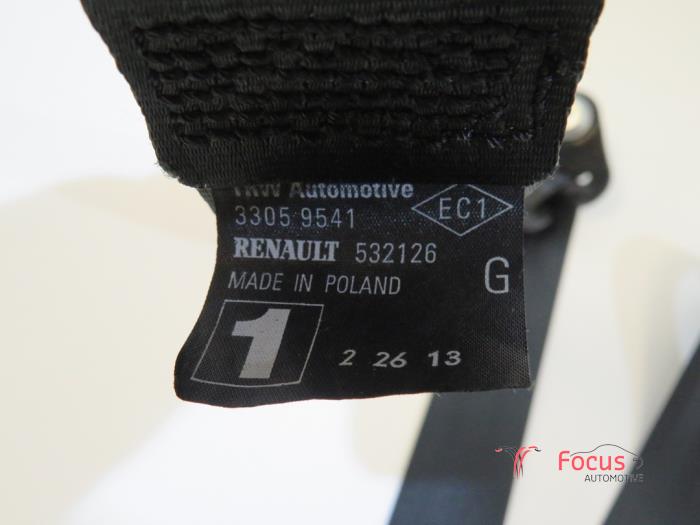 TRW Automotive
3305 9541
EC1
RENAULT 532126
MADE IN POLAND
G
1
2 26 13
Focus
AUTOMOTIVE